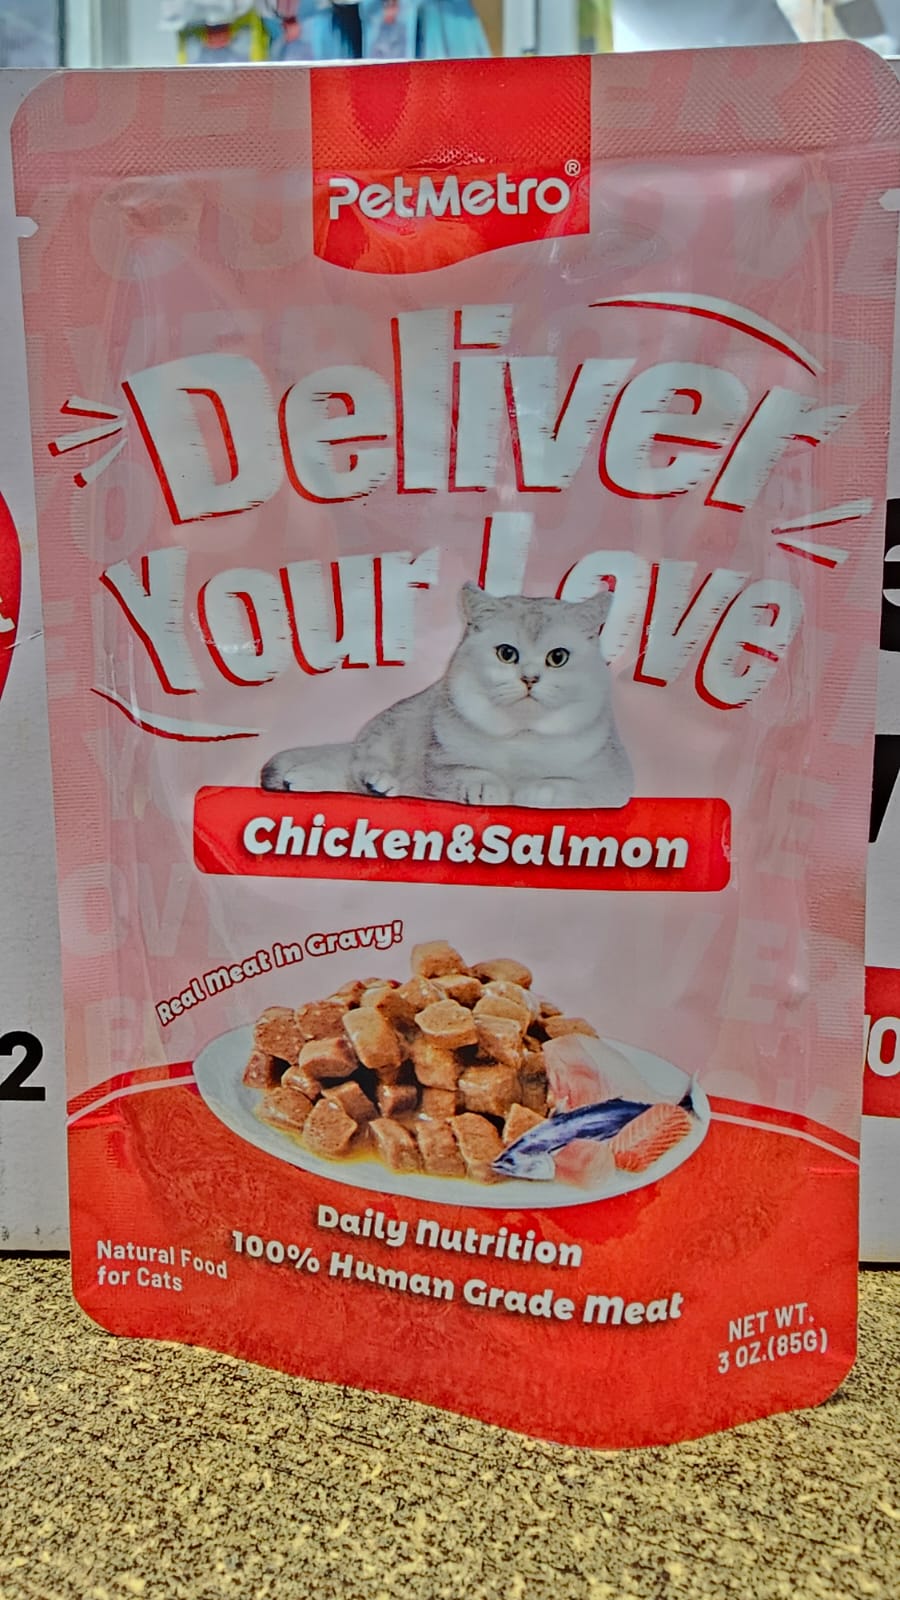 PetMetro®
Deliver
Your Love
Chicken&Salmon
Real Meat In Gravy!
Daily Nutrition
100% Human Grade Meat
Natural Food
for Cats
NET WT.
3 OZ.(85G)
2